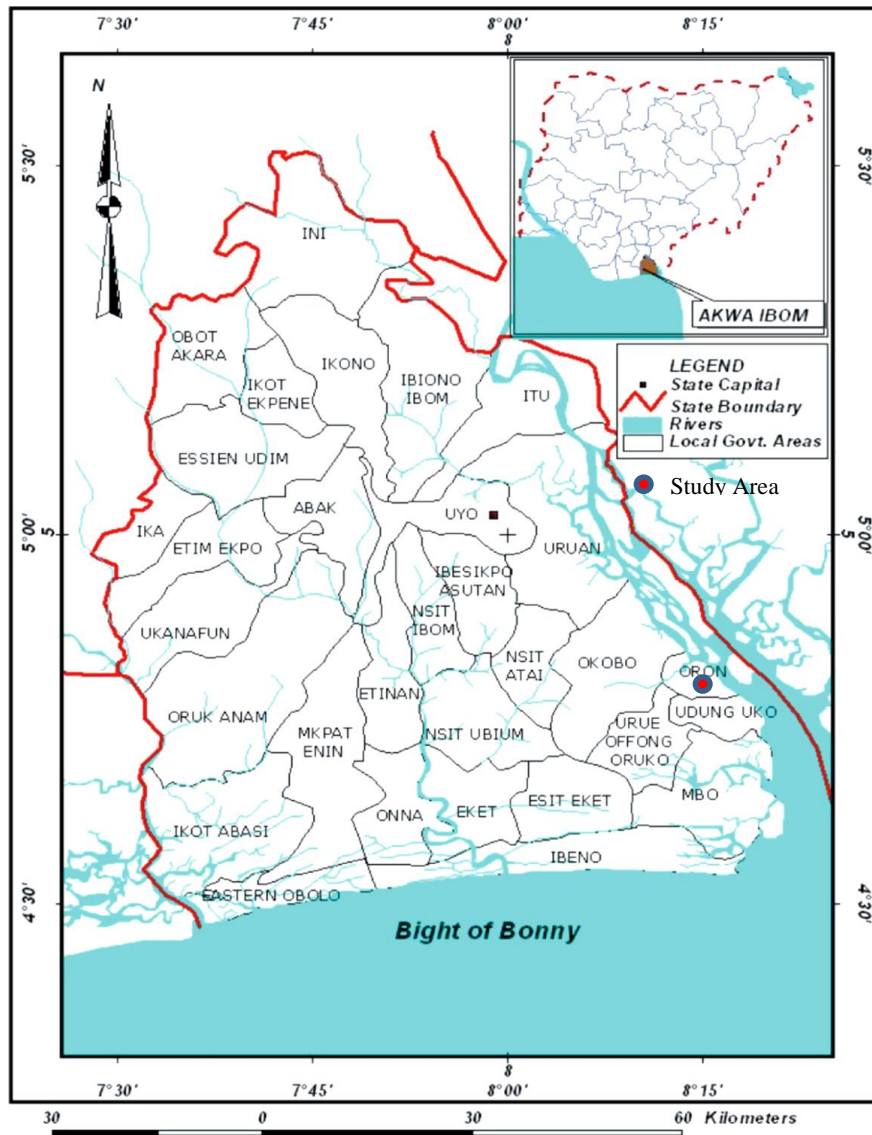 7°30' 7°45' 8°00' 8°15'
8
N
5°30'
5°30'
AKWA IBOM
INI
OBOT
AKARA
IKONO
IKOT
EKPENE
IBIONO
IBOM
ITU
LEGEND
State Capital
State Boundary
Rivers
Local Govt. Areas
Study Area
ESSIEN UDIM
ABAK
UYO
IKA
ETIM EKPO
URUAN
5°00'
5
5
5°00'
IBESIKPO
ASUTAN
NSIT
IBOM
UKANAFUN
NSIT
ATAI
OKOBO
ORON
ETINAN
UDUNG UKO
ORUK ANAM
MKPAT
ENIN
NSIT UBIUM
URUE
OFFONG
ORUKO
MBO
IKOT ABASI
ONNA
EKET
ESIT EKET
IBENO
EASTERN OBOLO
4°30'
4°30'
Bight of Bonny
8
7°30' 7°45' 8°00' 8°15'
30 0 30 60 Kilometers